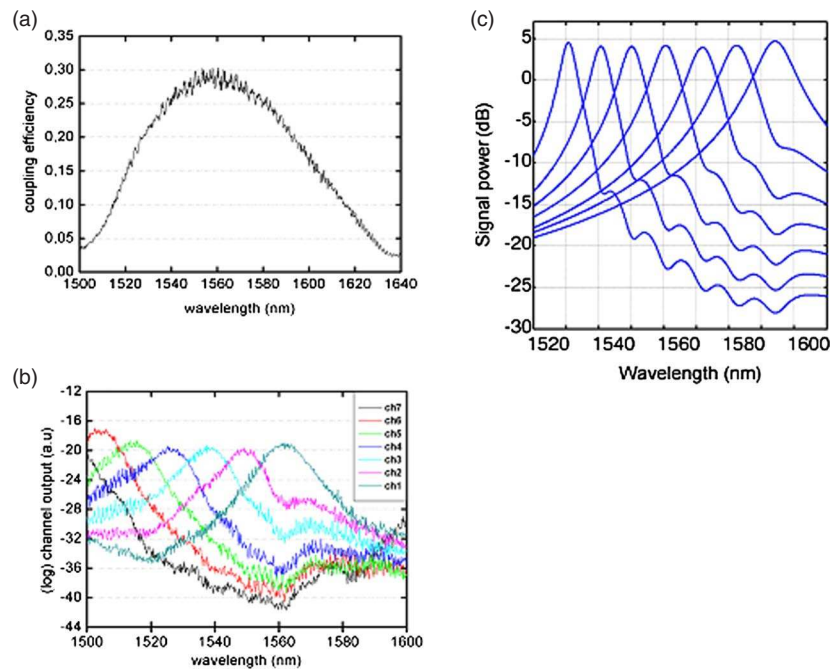 (a)
coupling efficiency
0,35
0,30
0,25
0,20
0,15
0,10
0,05
0,00
1500 1520 1540 1560 1580 1600 1620 1640
wavelength (nm)
(b)
(log) channel output (a.u)
-12
-16
-20
-24
-28
-32
-36
-40
-44
ch7
ch6
ch5
ch4
ch3
ch2
ch1
1500 1520 1540 1560 1580 1600
wavelength (nm)
(c)
Signal power (dB)
5
0
-5
-10
-15
-20
-25
-30
1520 1540 1560 1580 1600
Wavelength (nm)